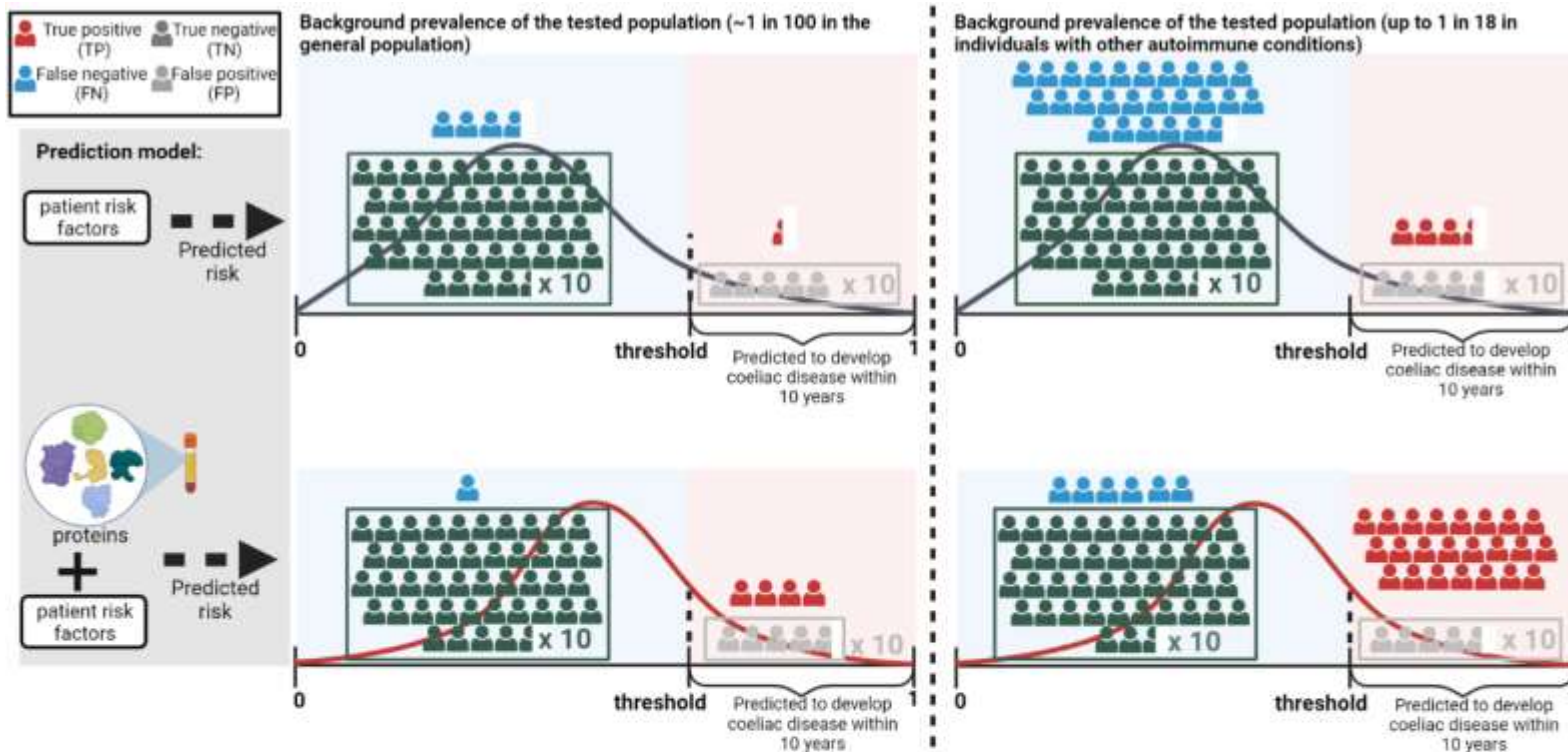 True positive
(TP)
True negative
(TN)
False negative
(FN)
False positive
(FP)
Prediction model:
patient risk
factors
Predicted
risk
proteins
+
patient risk
factors
Predicted
risk
Background prevalence of the tested population (~1 in 100 in the
general population)
x 10
x 10
0
threshold
1
Predicted to develop
coeliac disease within
10 years
x 10
x 10
0
threshold
1
Predicted to develop
coeliac disease within
10 years
Background prevalence of the tested population (up to 1 in 18 in
individuals with other autoimmune conditions)
x 10
x 10
0
threshold
Predicted to develop
coeliac disease within
10 years
x 10
x 10
0
threshold
Predicted to develop
coeliac disease within
10 years